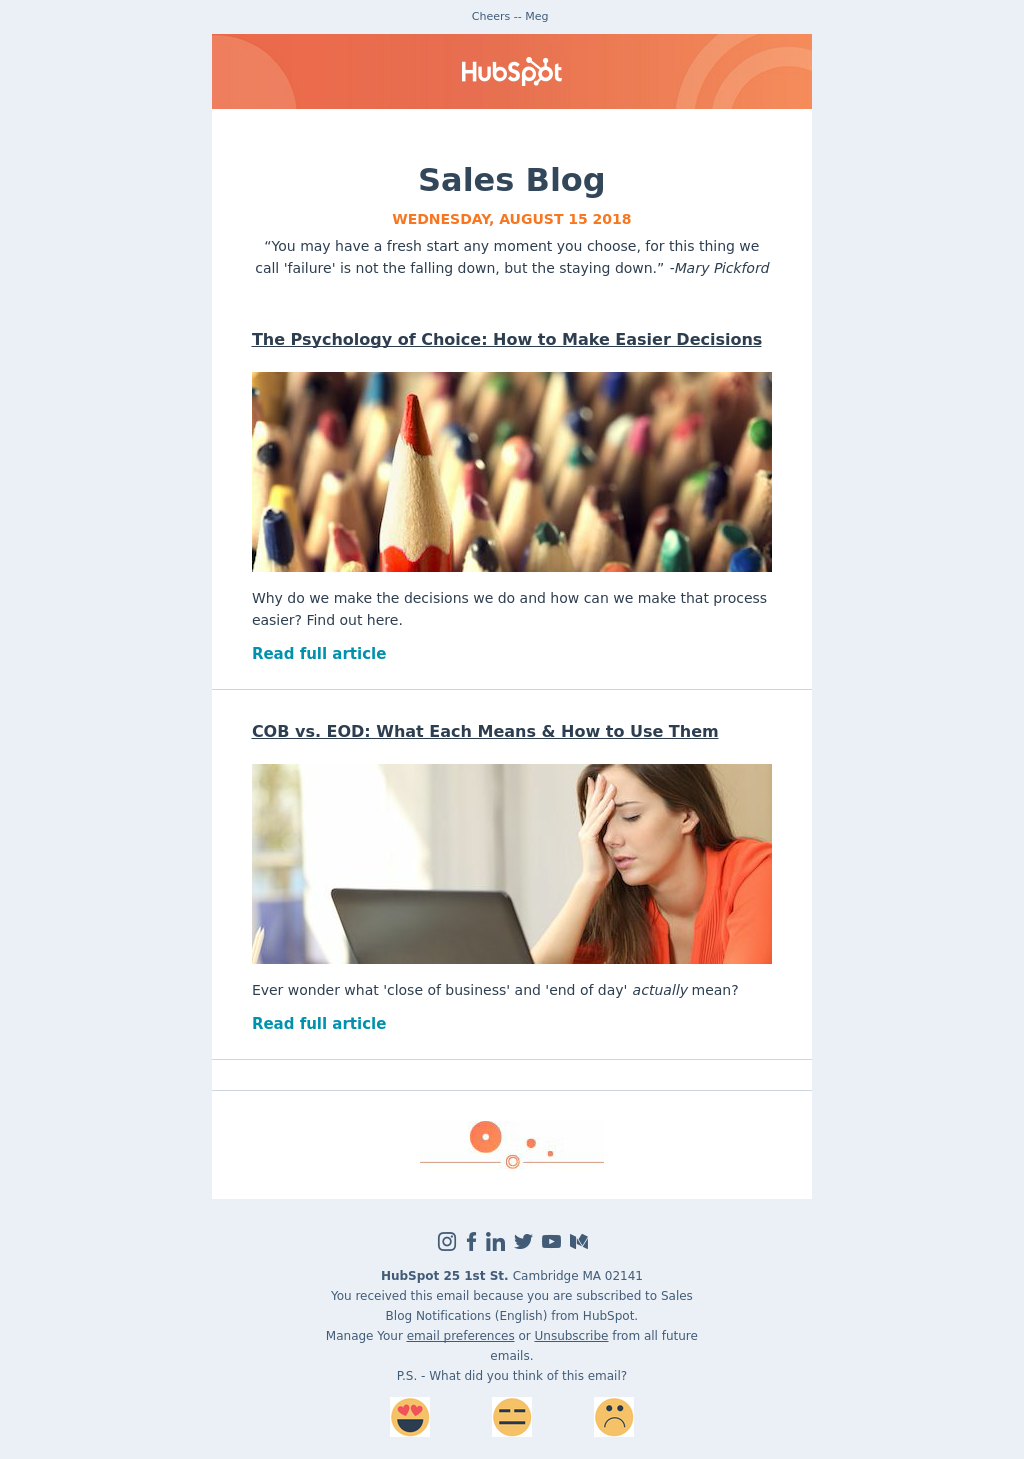 Cheers -- Meg
HubSpot
Sales Blog
WEDNESDAY, AUGUST 15 2018
“You may have a fresh start any moment you choose, for this thing we
call 'failure' is not the falling down, but the staying down.” -Mary Pickford
The Psychology of Choice: How to Make Easier Decisions
Why do we make the decisions we do and how can we make that process
easier? Find out here.
Read full article
COB vs. EOD: What Each Means & How to Use Them
Ever wonder what 'close of business' and 'end of day' actually mean?
Read full article
HubSpot 25 1st St. Cambridge MA 02141
You received this email because you are subscribed to Sales
Blog Notifications (English) from HubSpot.
Manage Your email preferences or Unsubscribe from all future
emails.
P.S. - What did you think of this email?